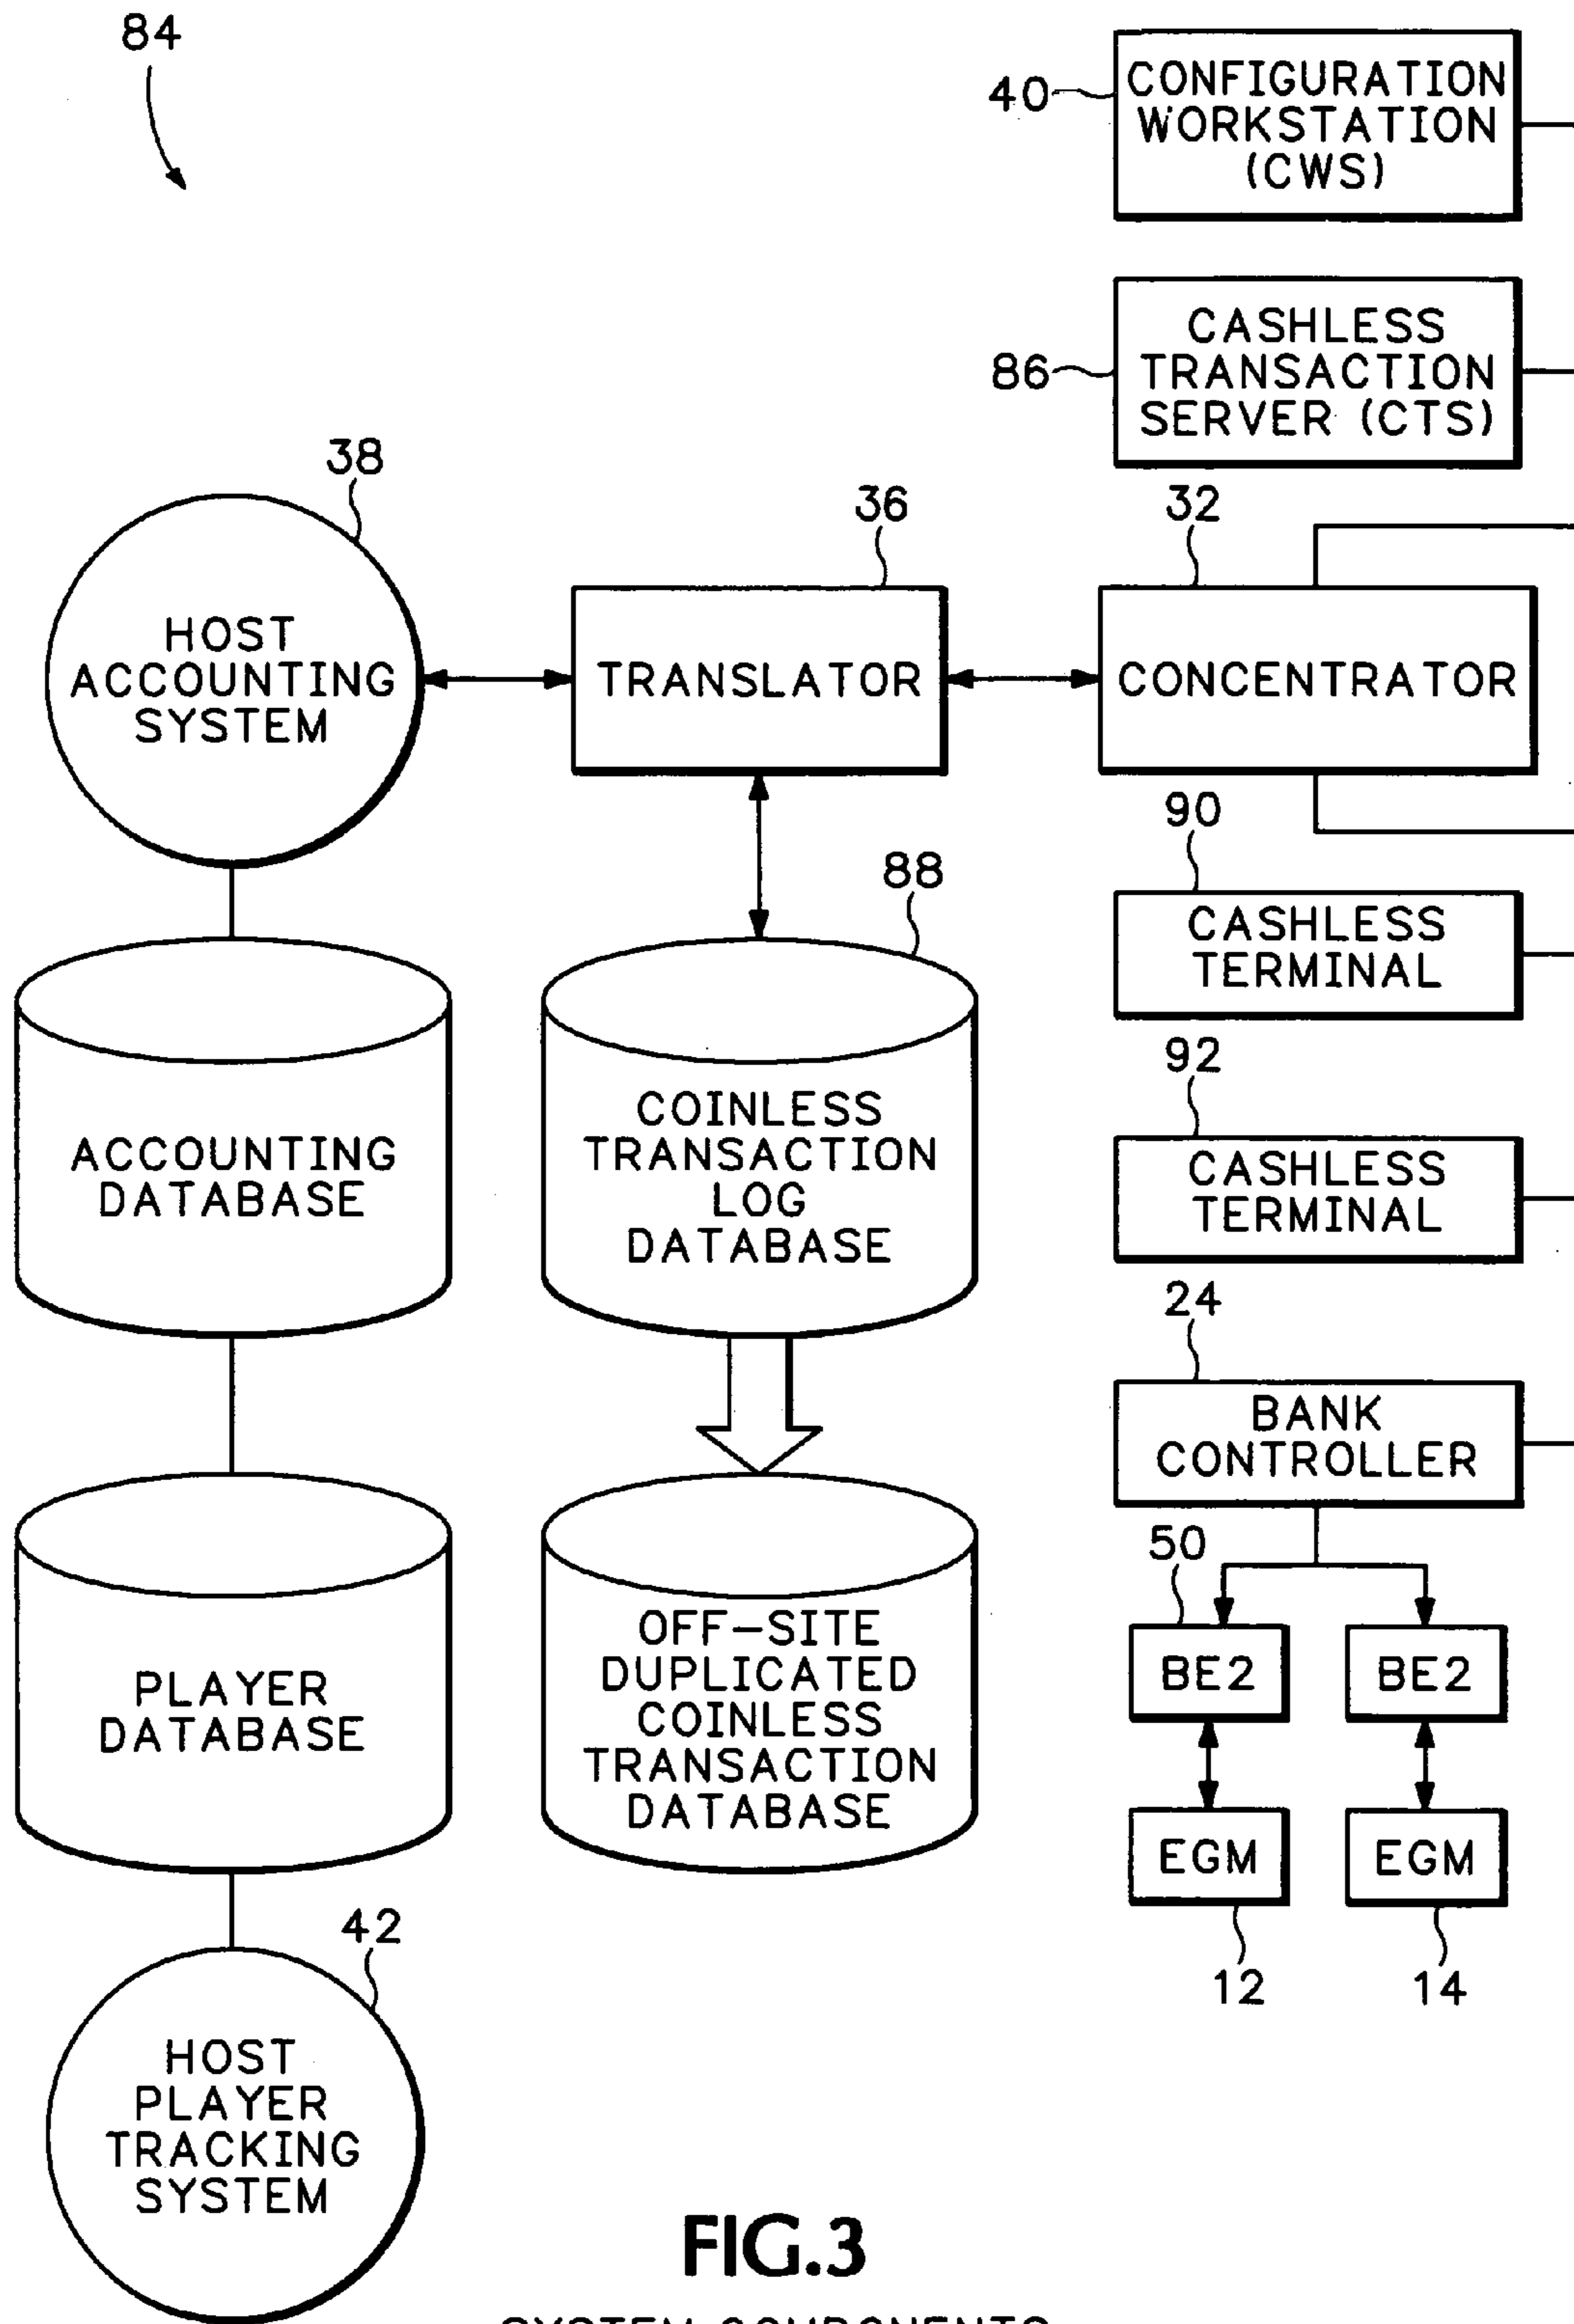 84
40
CONFIGURATION
WORKSTATION
(CWS)
86
CASHLESS
TRANSACTION
SERVER (CTS)
38
36
32
HOST
ACCOUNTING
SYSTEM
TRANSLATOR
CONCENTRATOR
90
CASHLESS
TERMINAL
88
92
CASHLESS
TERMINAL
ACCOUNTING
DATABASE
COINLESS
TRANSACTION
LOG
DATABASE
24
BANK
CONTROLLER
50
BE2
BE2
PLAYER
DATABASE
OFF-SITE
DUPLICATED
COINLESS
TRANSACTION
DATABASE
EGM
EGM
12
14
42
HOST
PLAYER
TRACKING
SYSTEM
FIG.3
SYSTEM COMPONENTS